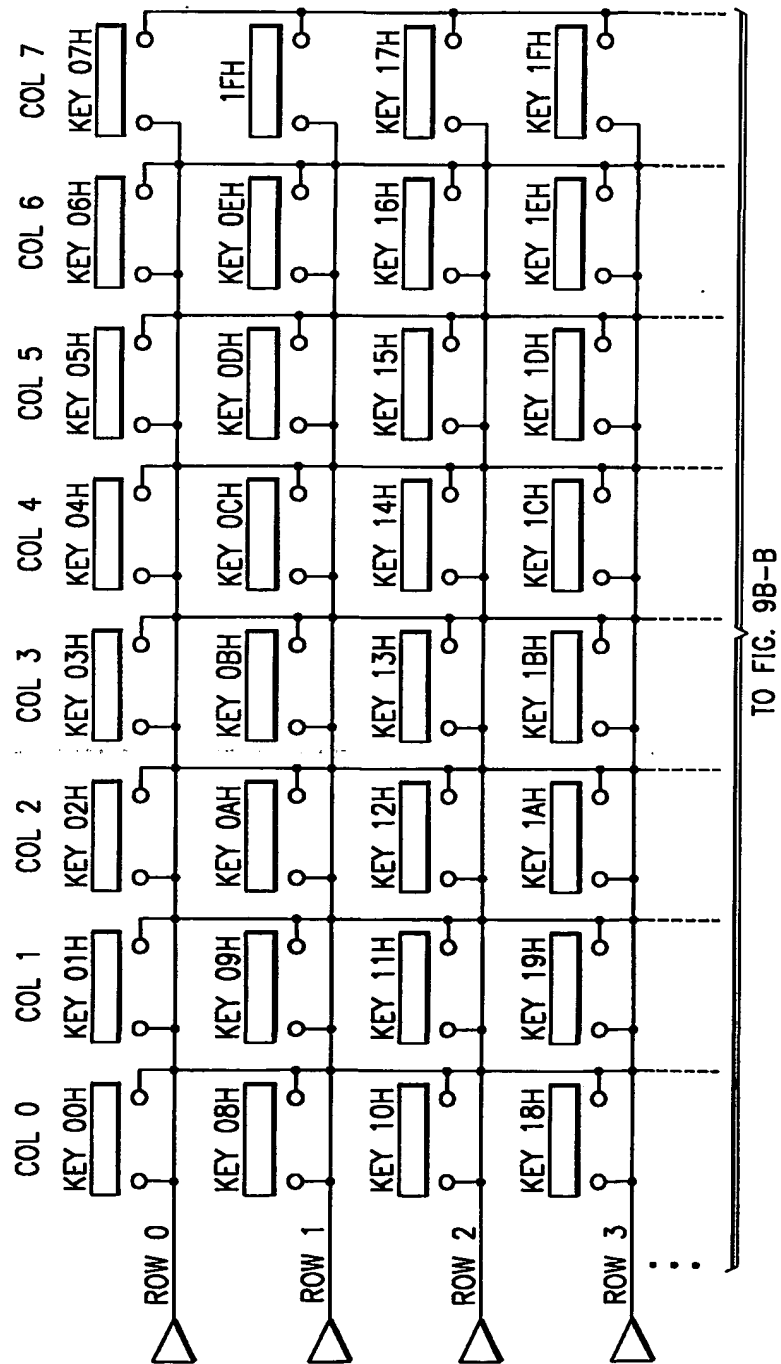 COL 0 COL 1 COL 2 COL 3 COL 4 COL 5 COL 6 COL 7
KEY 00H KEY 01H KEY 02H KEY 03H KEY 04H KEY 05H KEY 06H KEY 07H
ROW 0
KEY 08H KEY 09H KEY 0AH KEY 0BH KEY 0CH KEY 0DH KEY 0EH 1FH
ROW 1
KEY 10H KEY 11H KEY 12H KEY 13H KEY 14H KEY 15H KEY 16H KEY 17H
ROW 2
KEY 18H KEY 19H KEY 1AH KEY 1BH KEY 1CH KEY 1DH KEY 1EH KEY 1FH
ROW 3
...
TO FIG. 9B-B